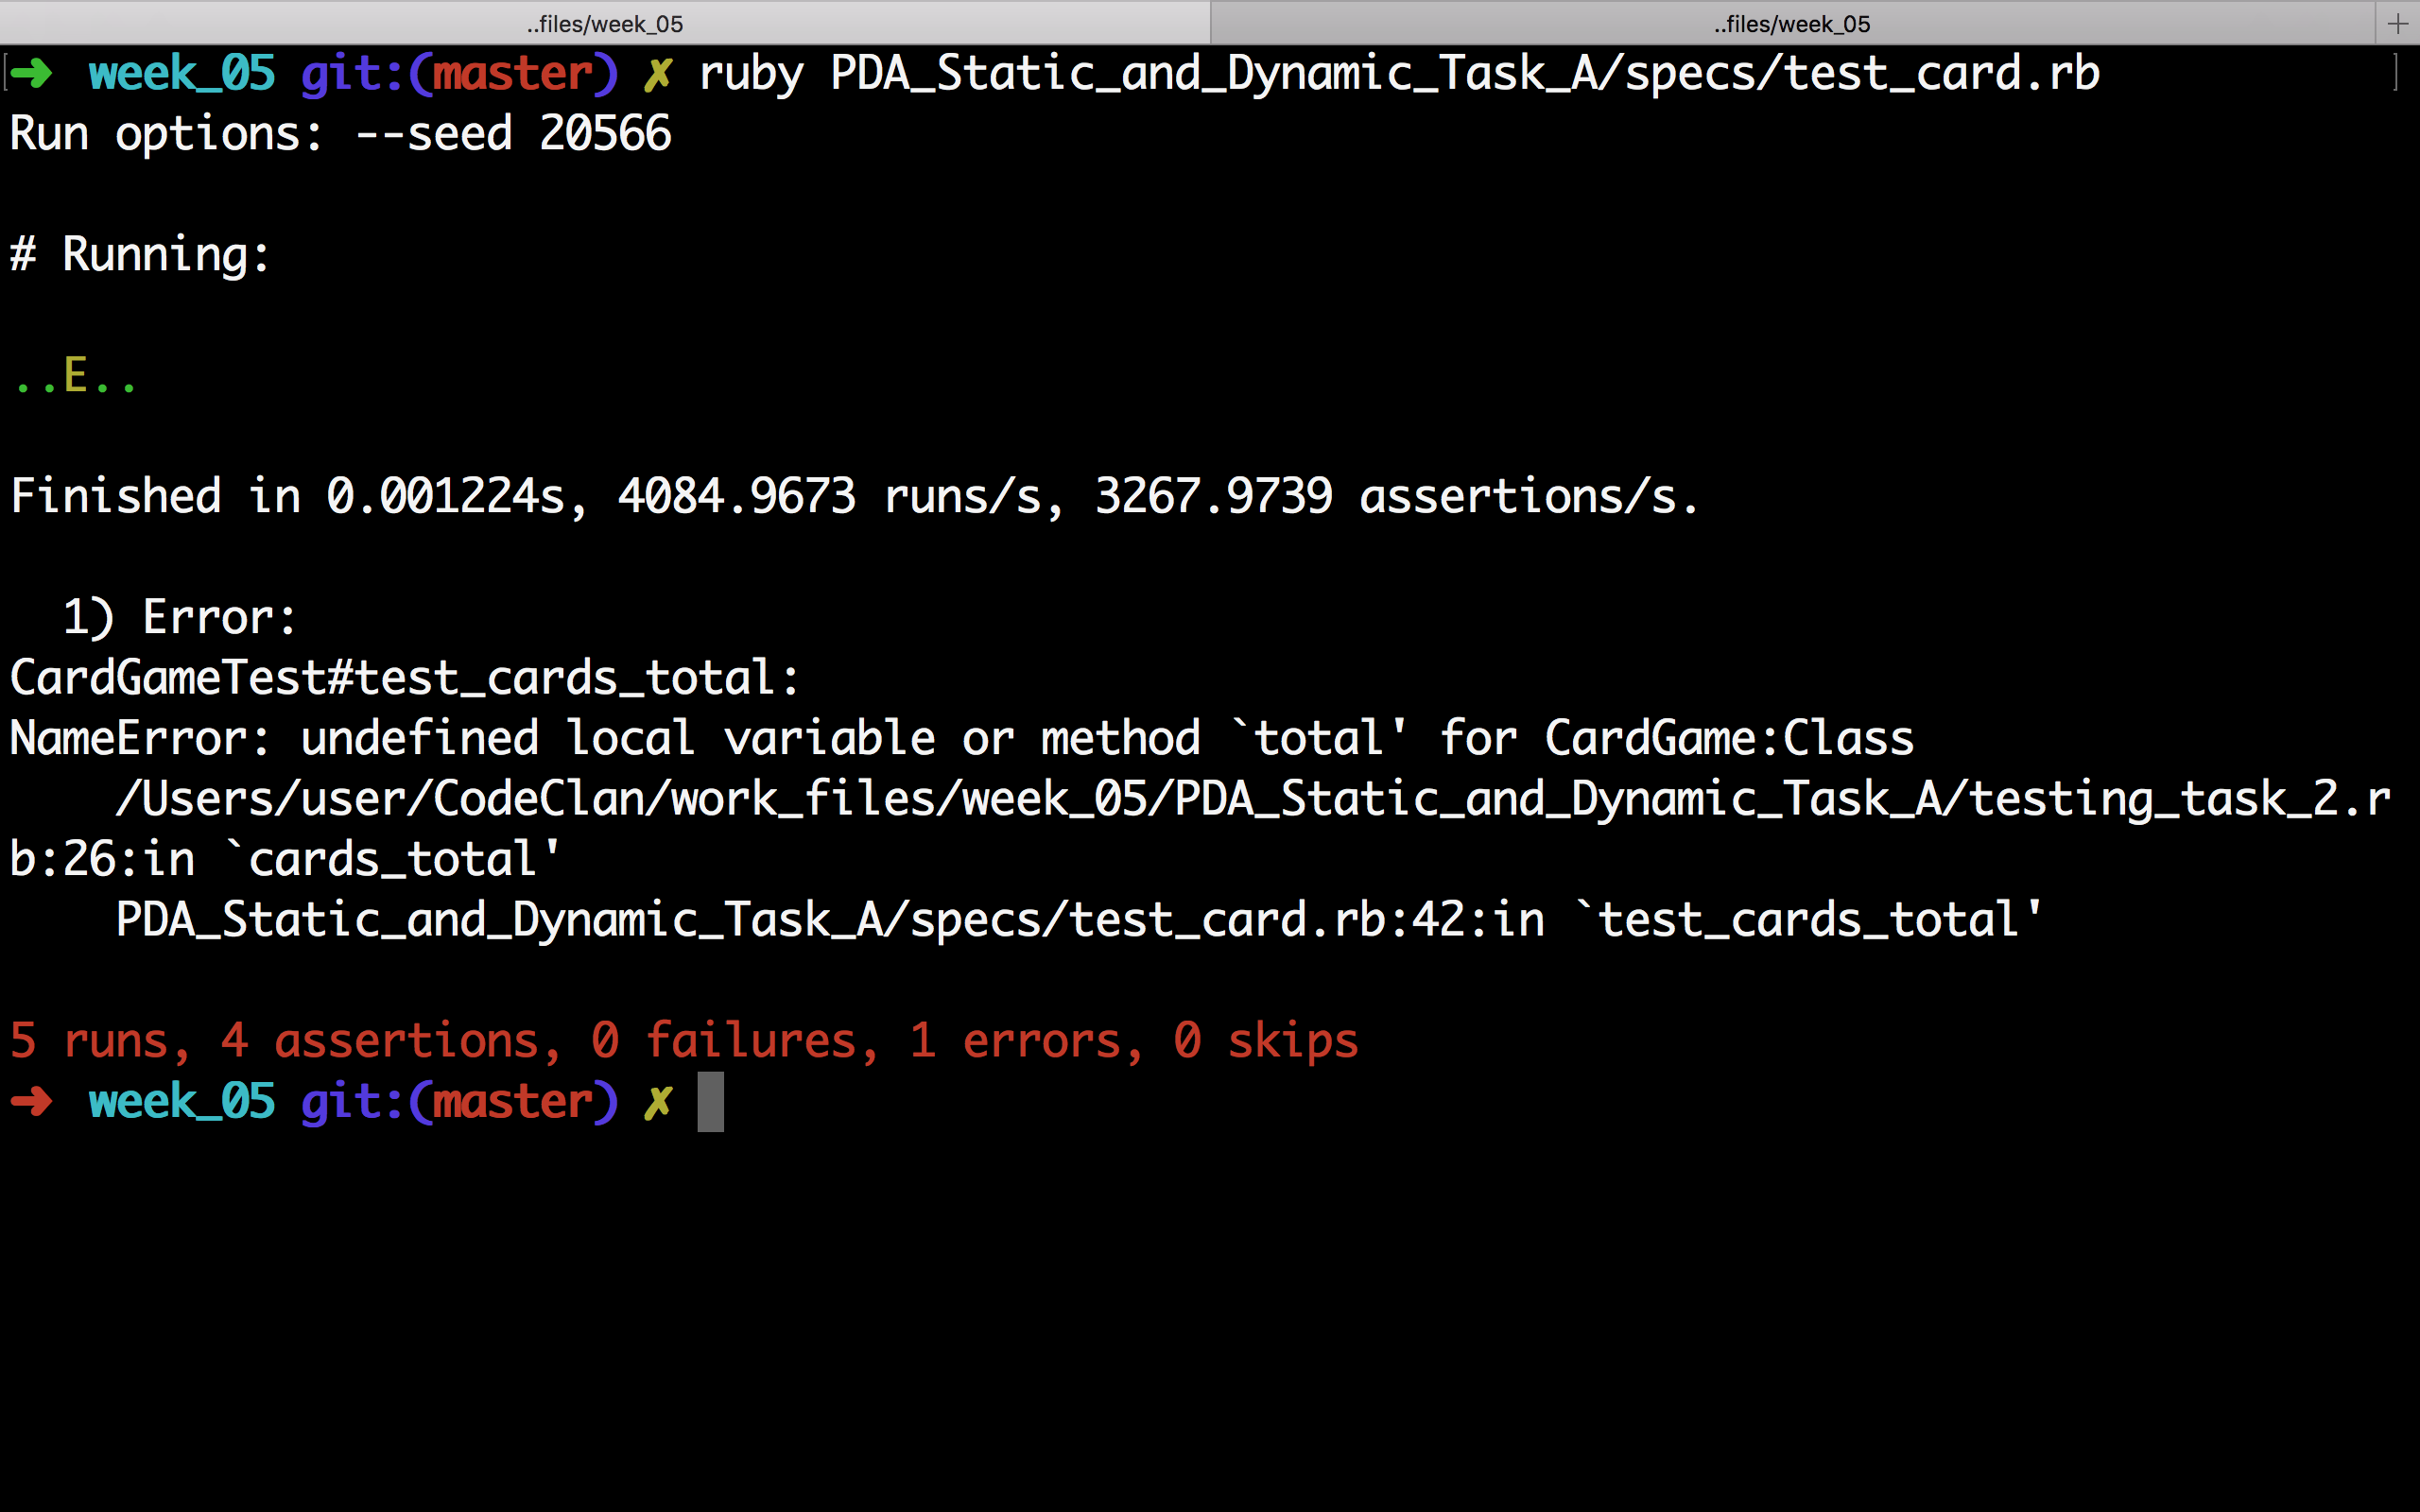 ..files/week_05 ..files/week_05 +
➜ week_05 git:(master) ✗ ruby PDA_Static_and_Dynamic_Task_A/specs/test_card.rb
Run options: --seed 20566
# Running:
..E..
Finished in 0.001224s, 4084.9673 runs/s, 3267.9739 assertions/s.
1) Error:
CardGameTest#test_cards_total:
NameError: undefined local variable or method `total' for CardGame:Class
/Users/user/CodeClan/work_files/week_05/PDA_Static_and_Dynamic_Task_A/testing_task_2.r
b:26:in `cards_total'
PDA_Static_and_Dynamic_Task_A/specs/test_card.rb:42:in `test_cards_total'
5 runs, 4 assertions, 0 failures, 1 errors, 0 skips
➜ week_05 git:(master) ✗